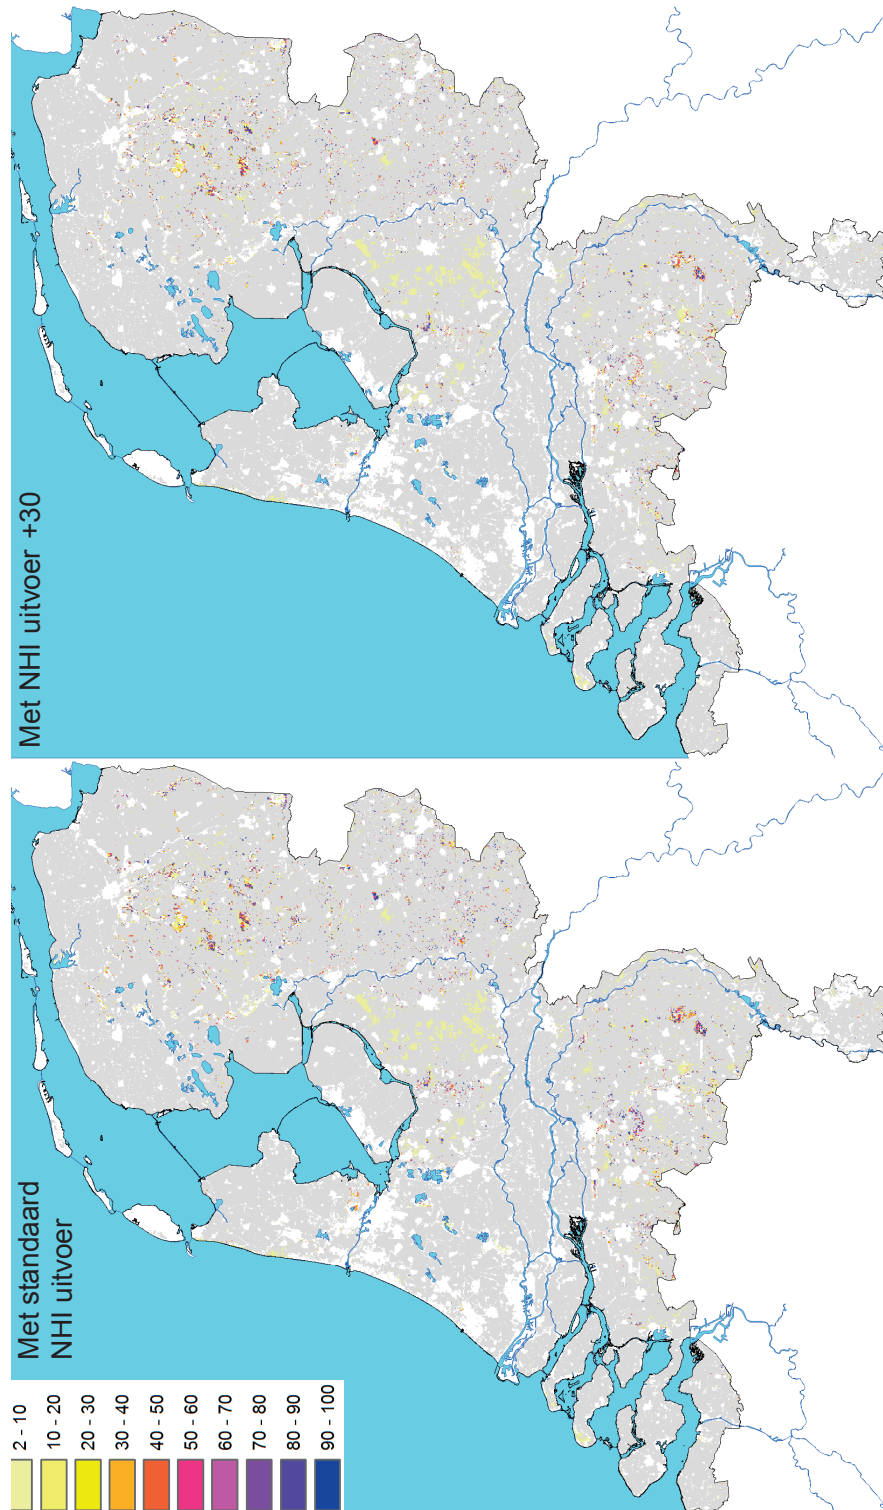 Met NHI uitvoer +30
Met standaard
NHI uitvoer
2 - 10
10 - 20
20 - 30
30 - 40
40 - 50
50 - 60
60 - 70
70 - 80
80 - 90
90 - 100